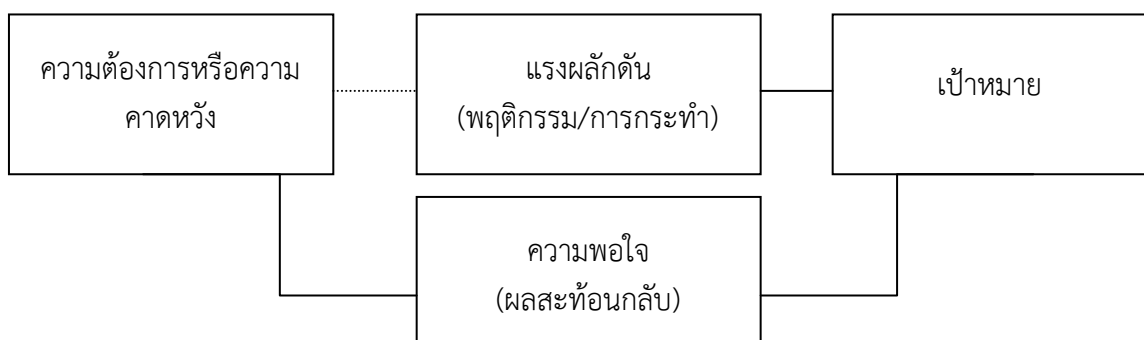 ความต้องการหรือความ
คาดหวัง
แรงผลักดัน
(พฤติกรรม/การกระทำ)
เป้าหมาย
ความพอใจ
(ผลสะท้อนกลับ)